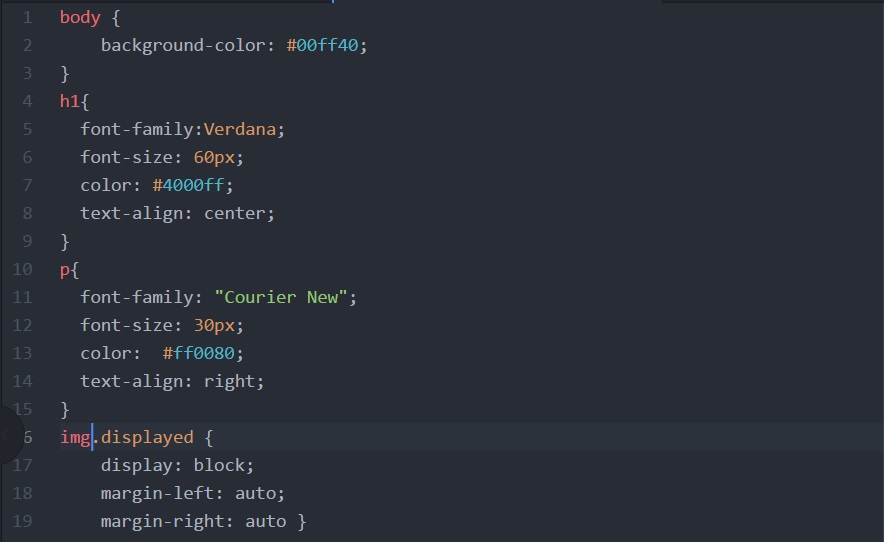 1 body {
2 background-color: #00ff40;
3 }
4 h1{
5 font-family:Verdana;
6 font-size: 60px;
7 color: #4000ff;
8 text-align: center;
9 }
10 p{
11 font-family: "Courier New";
12 font-size: 30px;
13 color:  #ff0080;
14 text-align: right;
15 }
6 img.displayed {
17 display: block;
18 margin-left: auto;
19 margin-right: auto }